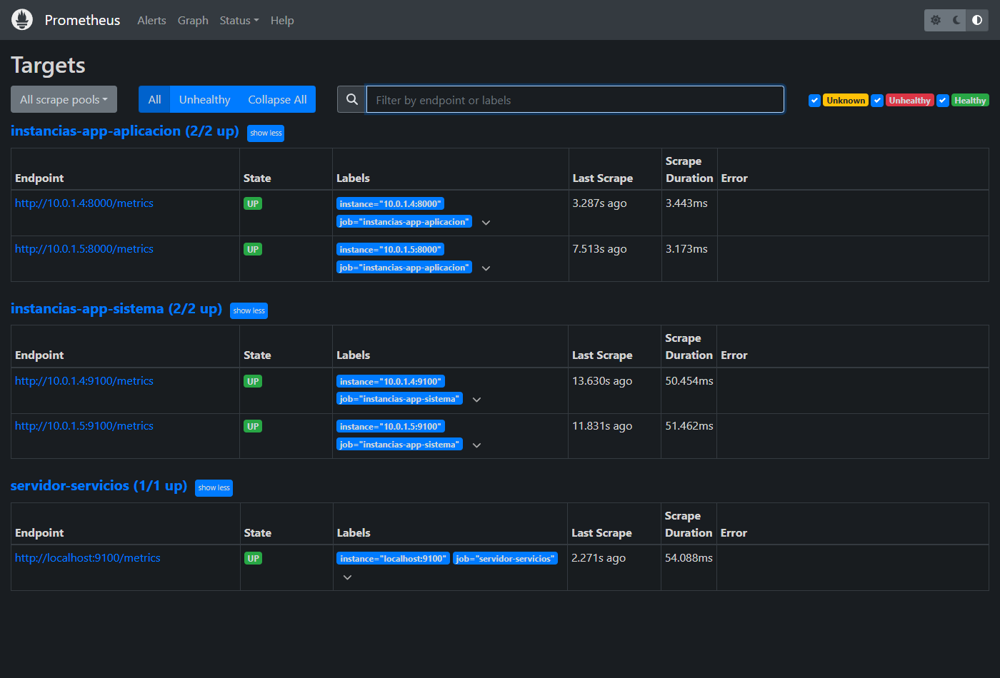 Prometheus Alerts Graph Status Help
Targets
All scrape pools All Unhealthy Collapse All Filter by endpoint or labels Unknown Unhealthy Healthy
instancias-app-aplicacion (2/2 up) show less
Endpoint State Labels Last Scrape Scrape Duration Error
http://10.0.1.4:8000/metrics UP instance="10.0.1.4:8000" 3.287s ago 3.443ms
job="instancias-app-aplicacion"
http://10.0.1.5:8000/metrics UP instance="10.0.1.5:8000" 7.513s ago 3.173ms
job="instancias-app-aplicacion"
instancias-app-sistema (2/2 up) show less
Endpoint State Labels Last Scrape Scrape Duration Error
http://10.0.1.4:9100/metrics UP instance="10.0.1.4:9100" 13.630s ago 50.454ms
job="instancias-app-sistema"
http://10.0.1.5:9100/metrics UP instance="10.0.1.5:9100" 11.831s ago 51.462ms
job="instancias-app-sistema"
servidor-servicios (1/1 up) show less
Endpoint State Labels Last Scrape Scrape Duration Error
http://localhost:9100/metrics UP instance="localhost:9100" job="servidor-servicios" 2.271s ago 54.088ms